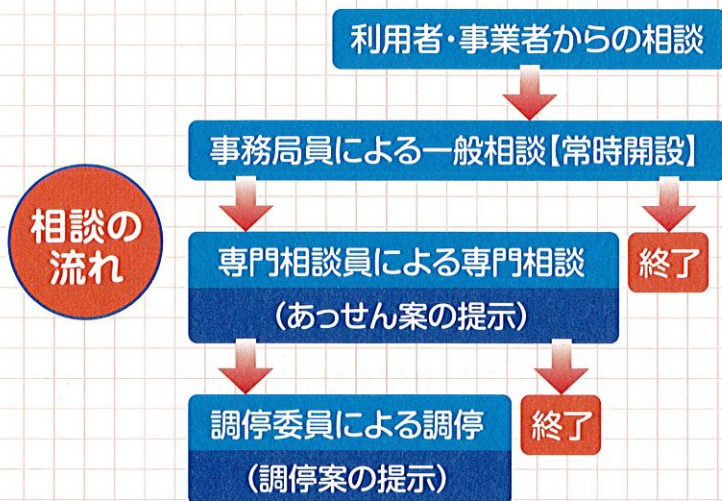 利用者・事業者からの相談
事務局員による一般相談【常時開設】
相談の
流れ
専門相談員による専門相談
(あっせん案の提示)
終了
調停委員による調停
(調停案の提示)
終了